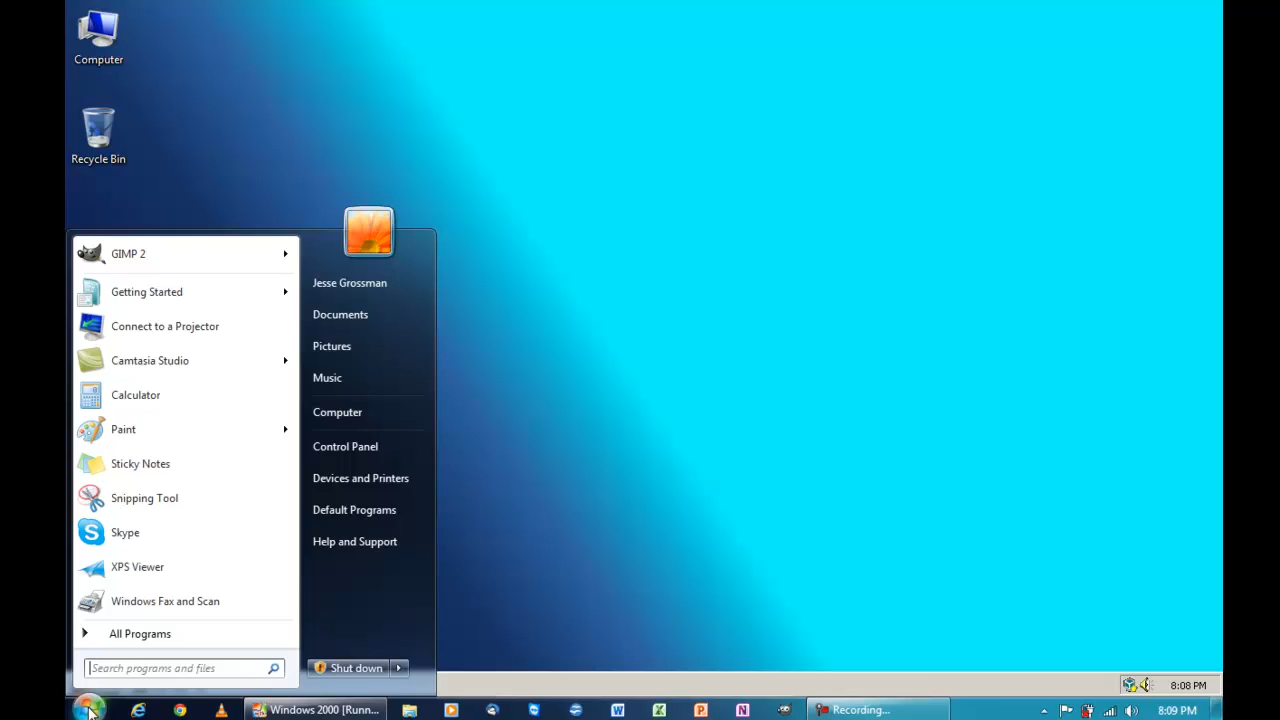 Computer
Recycle Bin
GIMP 2
Getting Started
Connect to a Projector
Camtasia Studio
Calculator
Paint
Sticky Notes
Snipping Tool
Skype
XPS Viewer
Windows Fax and Scan
All Programs
Search programs and files
Jesse Grossman
Documents
Pictures
Music
Computer
Control Panel
Devices and Printers
Default Programs
Help and Support
Shut down
8:08 PM
Windows 2000 [Runn...
Recording...
8:09 PM